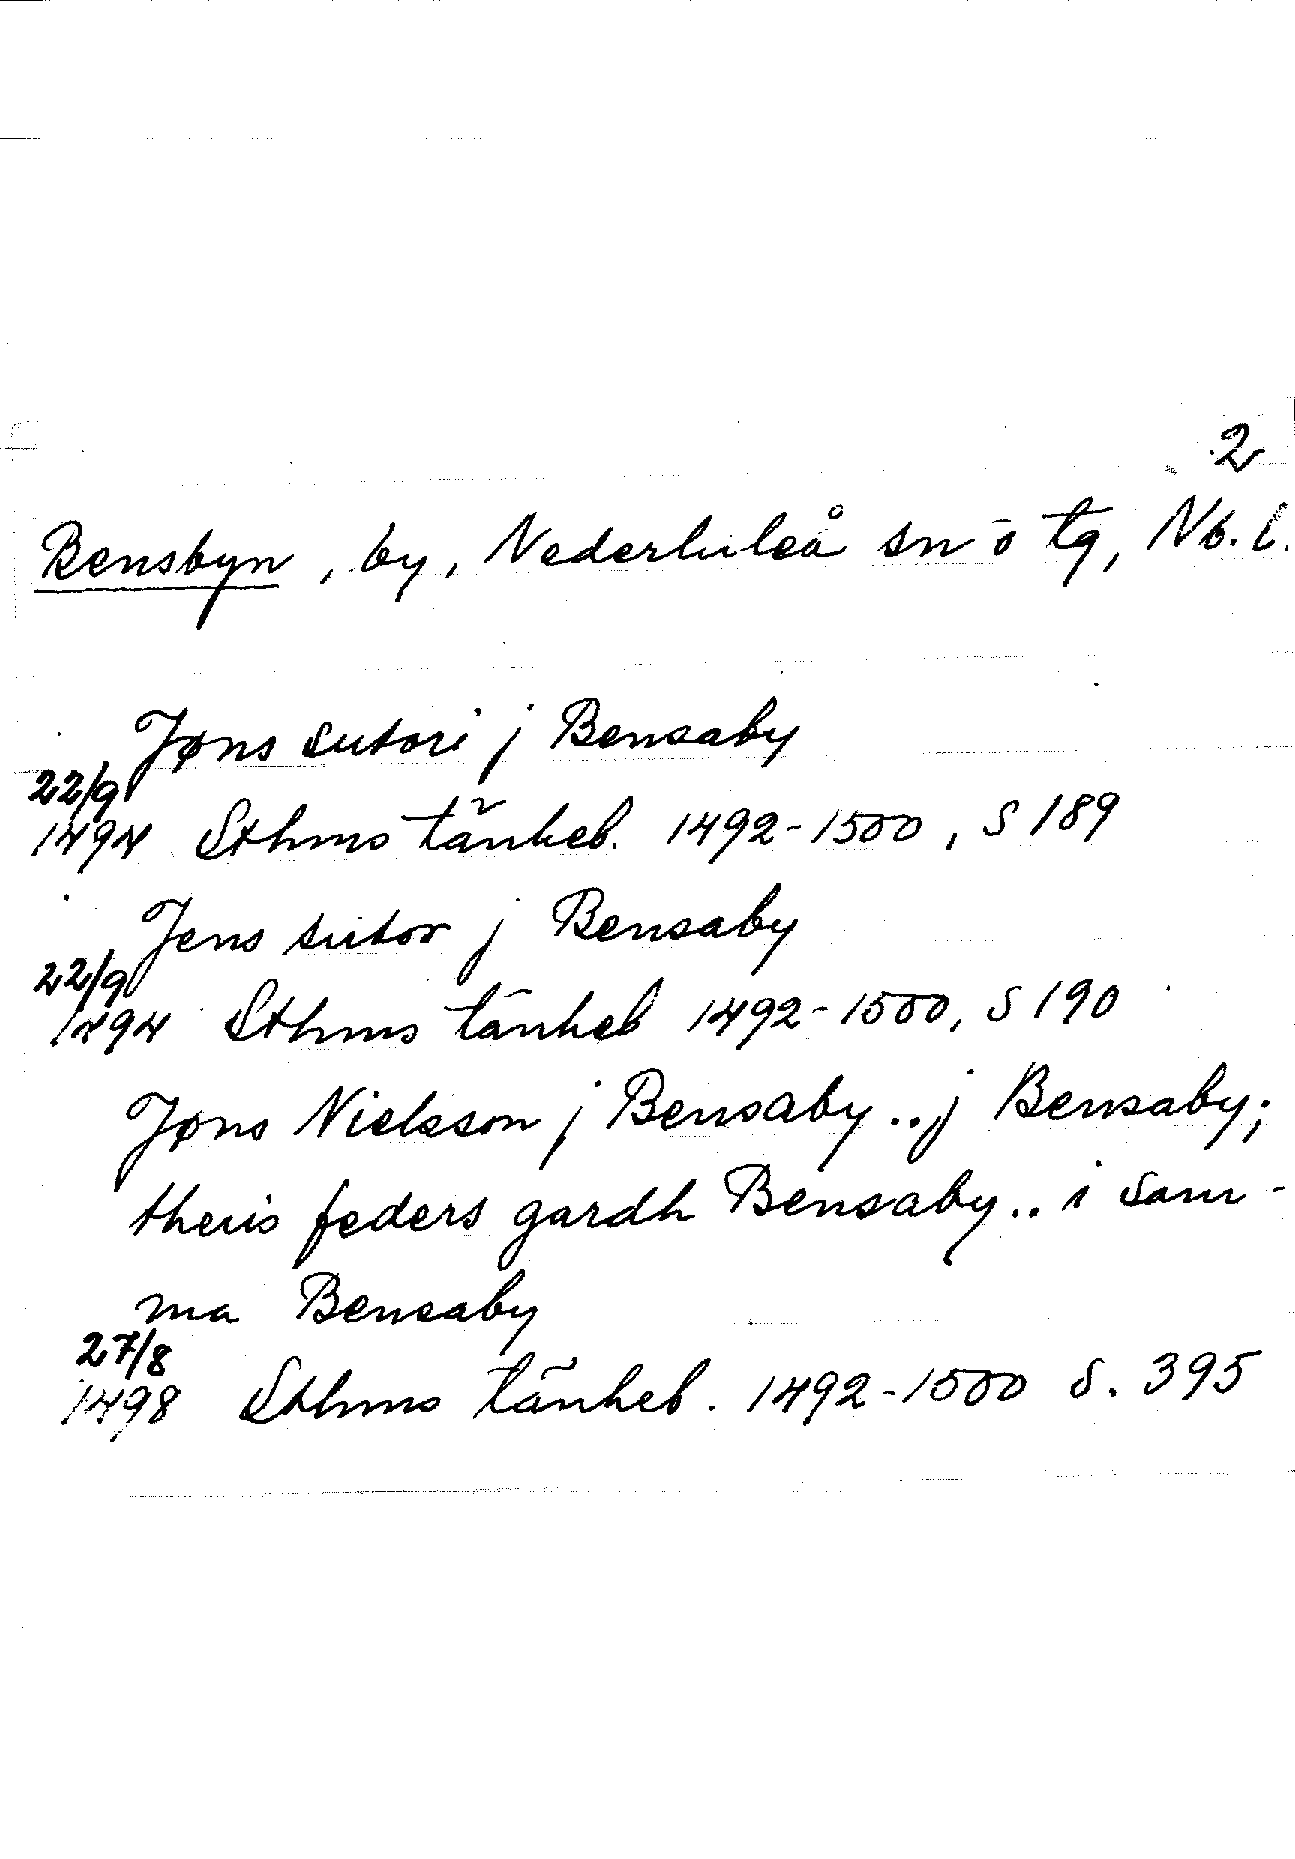 2
Bensbyn, by, Nederluleå sn o tg, Nb. l.
Jøns sutori j Bensaby
22/9
1494 Sthms tänkeb. 1492-1500, S 189
Jens sutor j Bensaby
22/9
1494 Sthms tänkeb 1492-1500, S 190
Jøns Nielsson j Bensaby..j Bensaby;
theris feders gardh Bensaby.. i sam-
ma Bensaby
27/8
1498 Sthms tänkeb. 1492-1500 S. 395